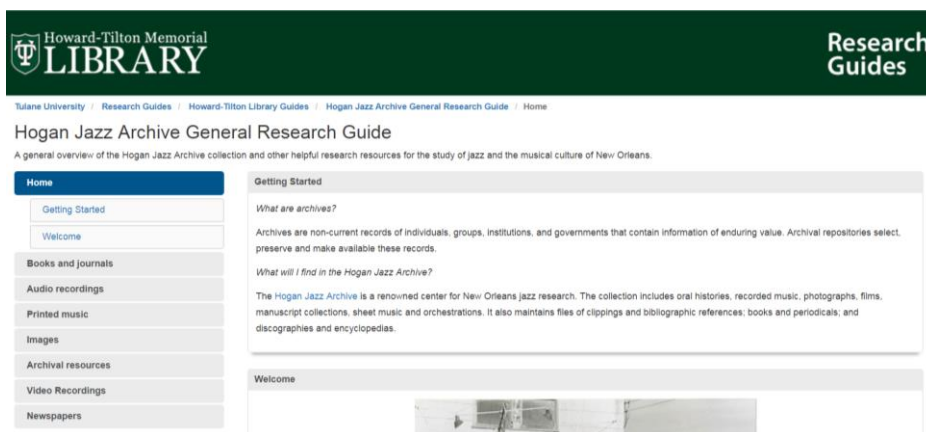 Howard-Tilton Memorial
LIBRARY
Research
Guides
Tulane University / Research Guides / Howard-Tilton Library Guides / Hogan Jazz Archive General Research Guide / Home
Hogan Jazz Archive General Research Guide
A general overview of the Hogan Jazz Archive collection and other helpful research resources for the study of jazz and the musical culture of New Orleans.
Home
Getting Started
Welcome
Books and journals
Audio recordings
Printed music
Images
Archival resources
Video Recordings
Newspapers
Getting Started
What are archives?
Archives are non-current records of individuals, groups, institutions, and governments that contain information of enduring value. Archival repositories select,
preserve and make available these records.
What will I find in the Hogan Jazz Archive?
The Hogan Jazz Archive is a renowned center for New Orleans jazz research. The collection includes oral histories, recorded music, photographs, films,
manuscript collections, sheet music and orchestrations. It also maintains files of clippings and bibliographic references; books and periodicals; and
discographies and encyclopedias.
Welcome